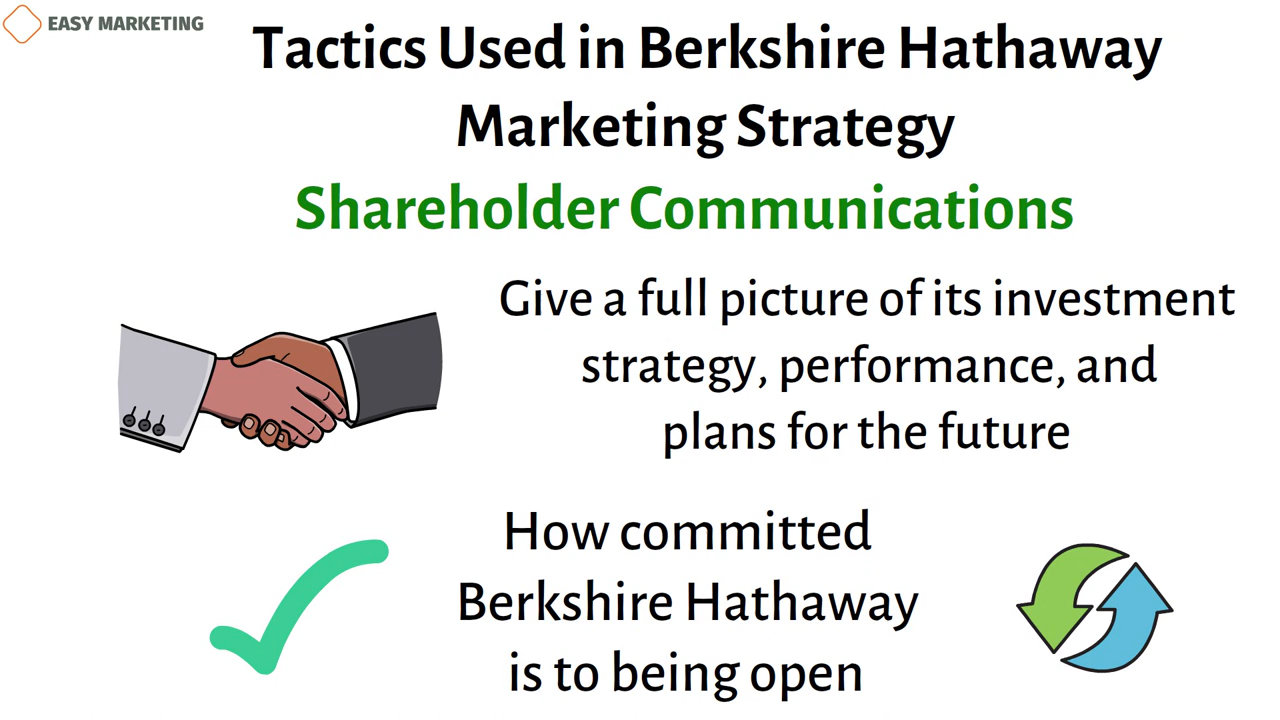 EASY MARKETING
Tactics Used in Berkshire Hathaway
Marketing Strategy
Shareholder Communications
Give a full picture of its investment
strategy, performance, and
plans for the future
How committed
Berkshire Hathaway
is to being open